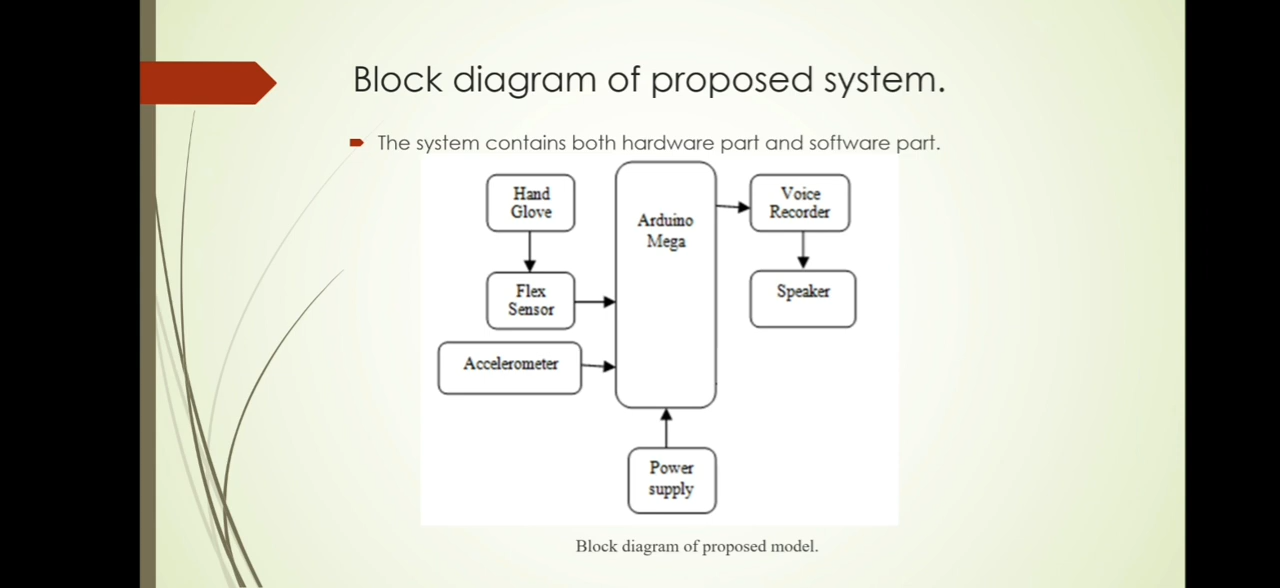 Block diagram of proposed system.
The system contains both hardware part and software part.
Hand
Glove
Flex
Sensor
Accelerometer
Arduino
Mega
Voice
Recorder
Speaker
Power
supply
Block diagram of proposed model.